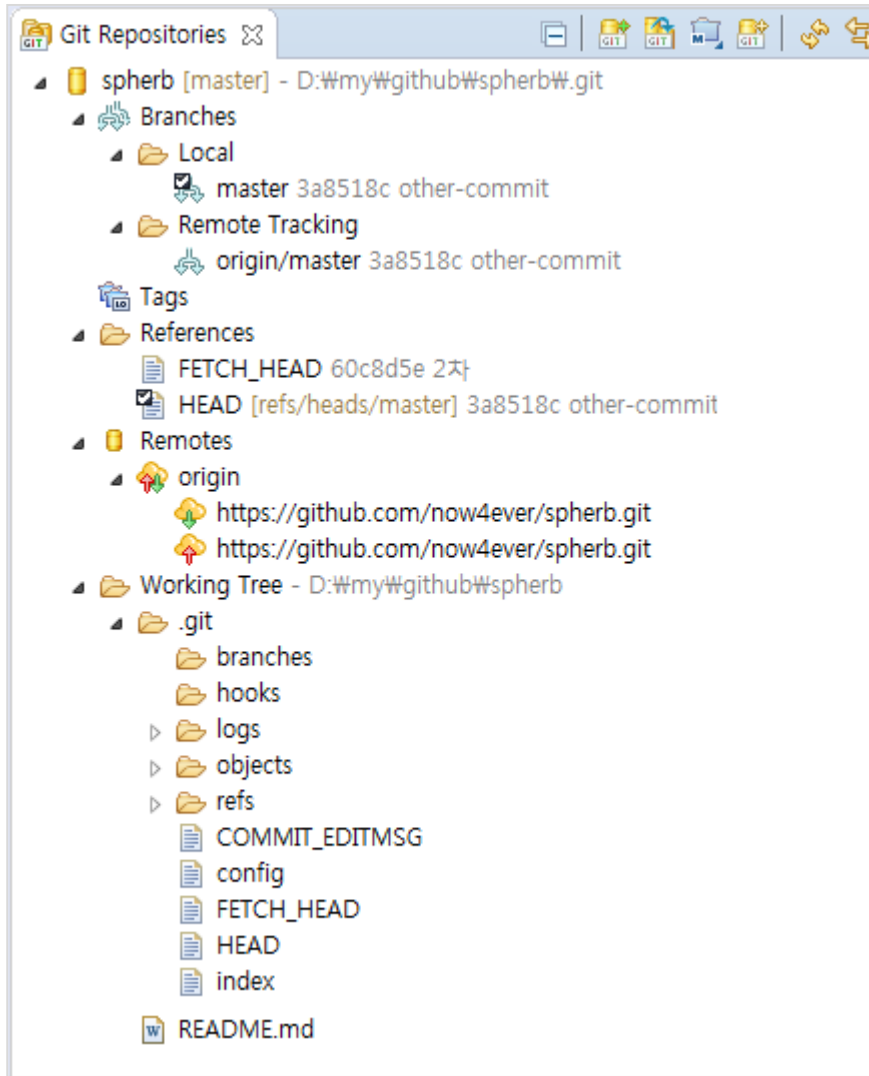 Git Repositories
spherb [master] - D:₩my₩github₩spherb₩.git
Branches
Local
master 3a8518c other-commit
Remote Tracking
origin/master 3a8518c other-commit
Tags
References
FETCH_HEAD 60c8d5e 2차
HEAD [refs/heads/master] 3a8518c other-commit
Remotes
origin
https://github.com/now4ever/spherb.git
https://github.com/now4ever/spherb.git
Working Tree - D:₩my₩github₩spherb
.git
branches
hooks
logs
objects
refs
COMMIT_EDITMSG
config
FETCH_HEAD
HEAD
index
README.md